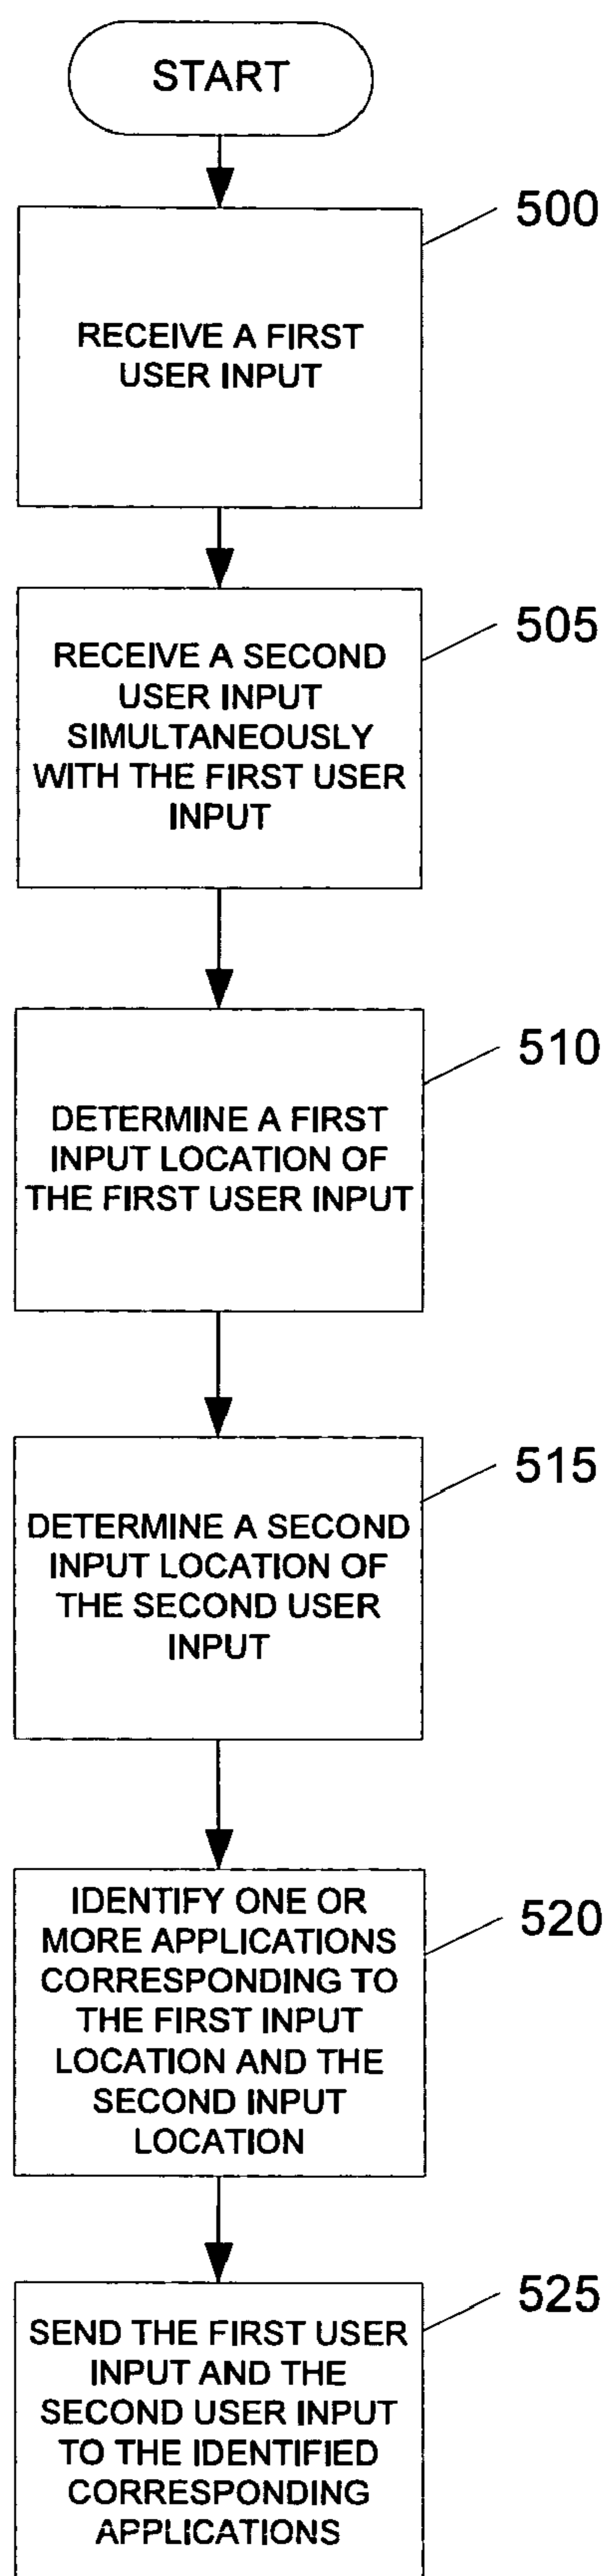 START
500
RECEIVE A FIRST
USER INPUT
505
RECEIVE A SECOND
USER INPUT
SIMULTANEOUSLY
WITH THE FIRST USER
INPUT
510
DETERMINE A FIRST
INPUT LOCATION OF
THE FIRST USER INPUT
515
DETERMINE A SECOND
INPUT LOCATION OF
THE SECOND USER
INPUT
520
IDENTIFY ONE OR
MORE APPLICATIONS
CORRESPONDING TO
THE FIRST INPUT
LOCATION AND THE
SECOND INPUT
LOCATION
525
SEND THE FIRST USER
INPUT AND THE
SECOND USER INPUT
TO THE IDENTIFIED
CORRESPONDING
APPLICATIONS